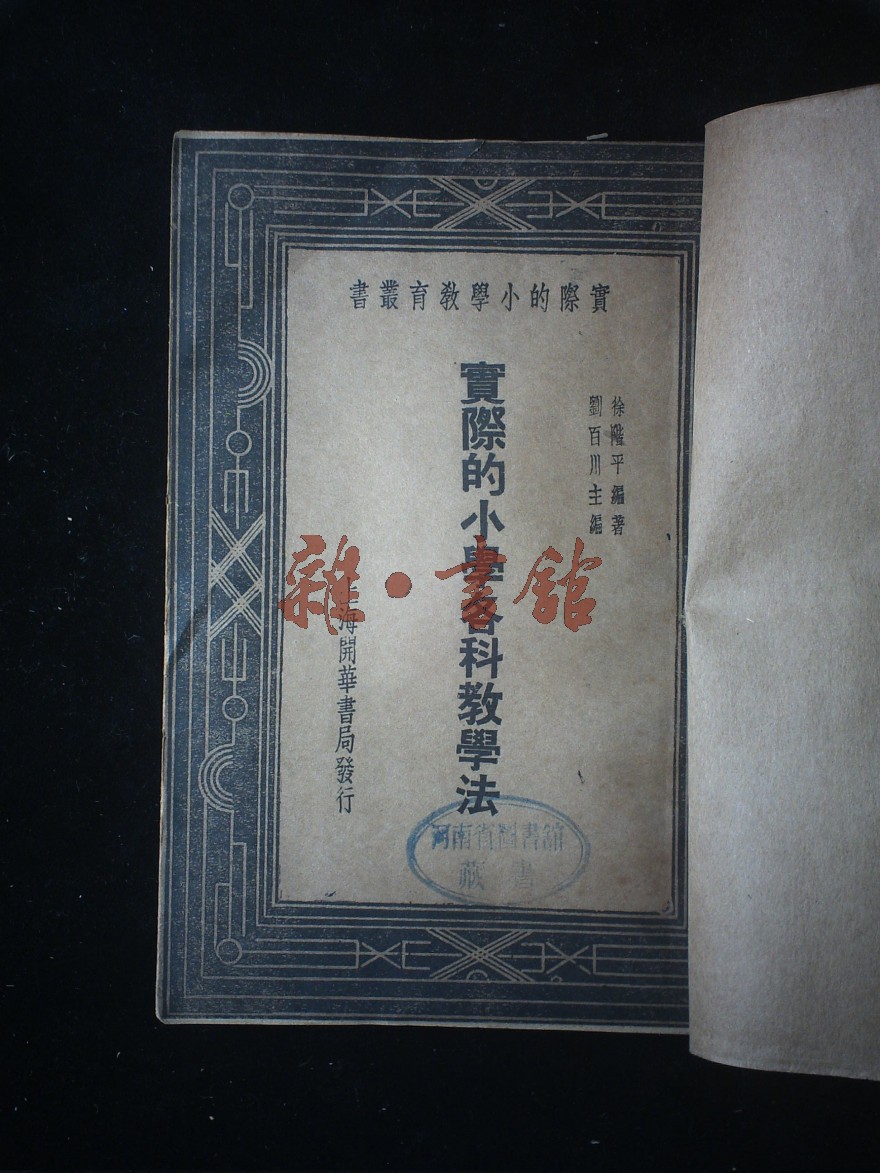 實際的小學教育叢書
徐階平編著
劉百川主編
實際的小學各科教學法
上海開華書局發行
河南省圖書館
藏書
雜·書館